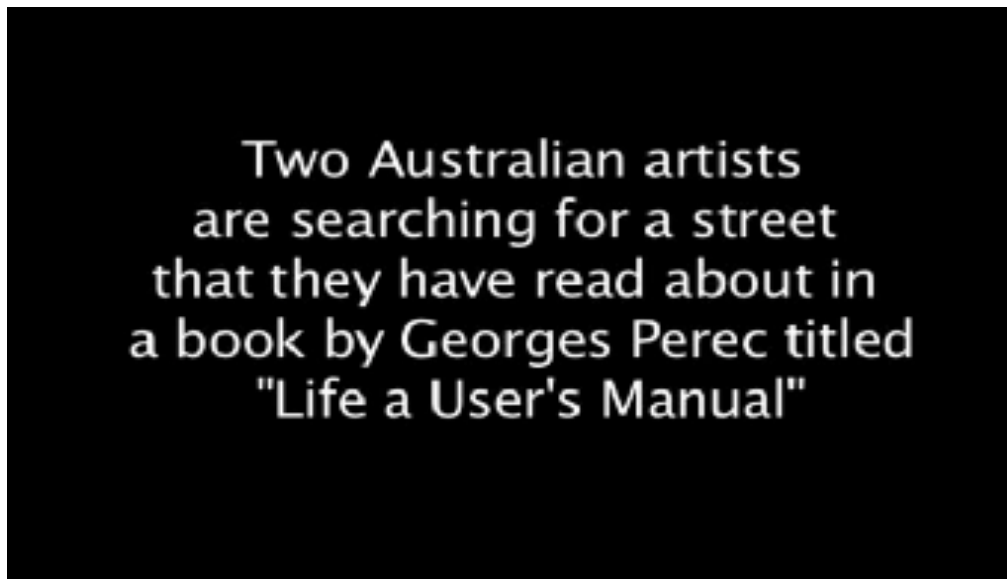 Two Australian artists
are searching for a street
that they have read about in
a book by Georges Perec titled
"Life a User's Manual"